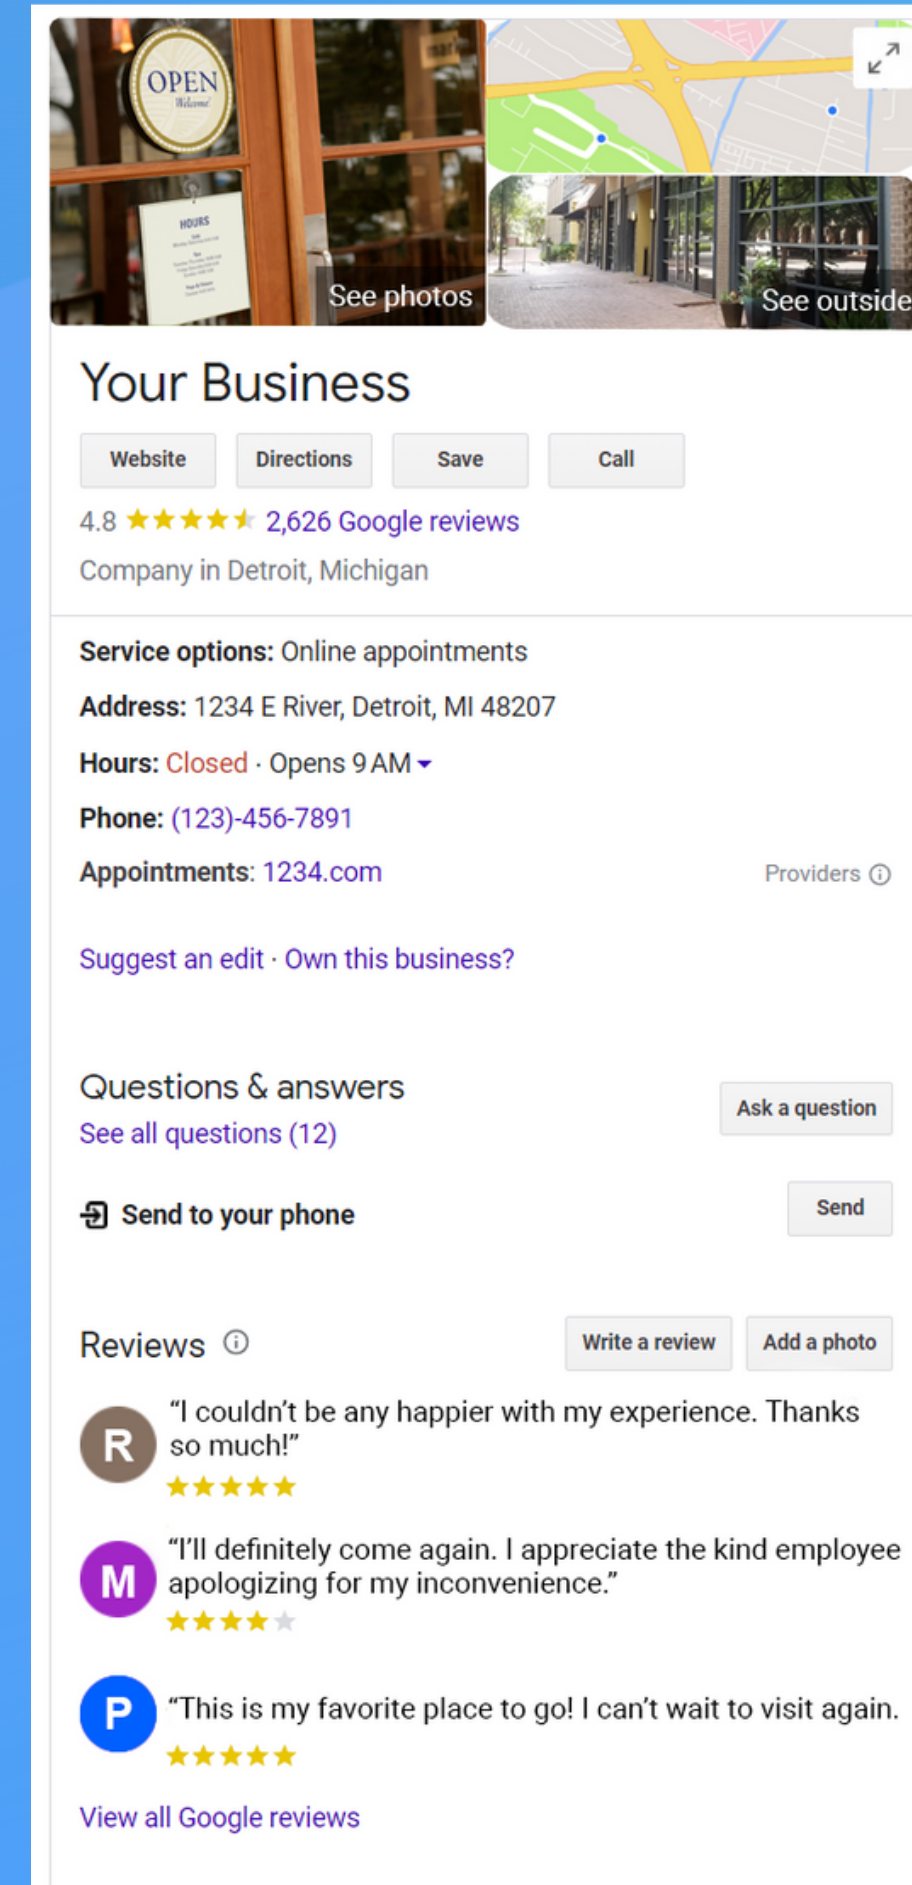 OPEN
Welcome!
HOURS
See photos
See outside
Your Business
Website Directions Save Call
4.8 2,626 Google reviews
Company in Detroit, Michigan
Service options: Online appointments
Address: 1234 E River, Detroit, MI 48207
Hours: Closed · Opens 9 AM
Phone: (123)-456-7891
Appointments: 1234.com
Providers
Suggest an edit · Own this business?
Questions & answers
Ask a question
See all questions (12)
Send to your phone
Send
Reviews
Write a review
Add a photo
R
“I couldn’t be any happier with my experience. Thanks
so much!”
M
“I’ll definitely come again. I appreciate the kind employee
apologizing for my inconvenience.”
P
“This is my favorite place to go! I can’t wait to visit again.
View all Google reviews